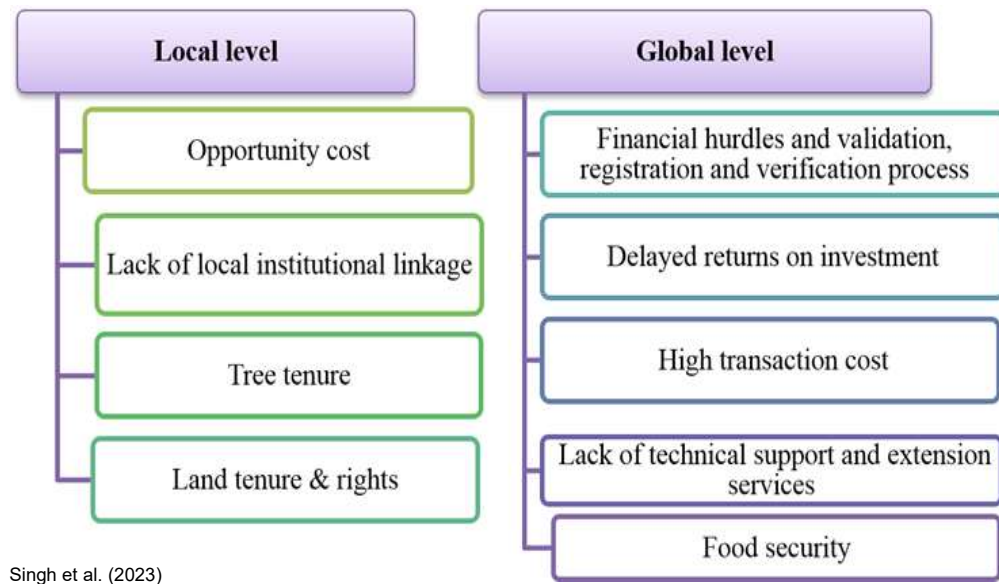 Local level
Opportunity cost
Lack of local institutional linkage
Tree tenure
Land tenure & rights
Global level
Financial hurdles and validation,
registration and verification process
Delayed returns on investment
High transaction cost
Lack of technical support and extension
services
Food security
Singh et al. (2023)